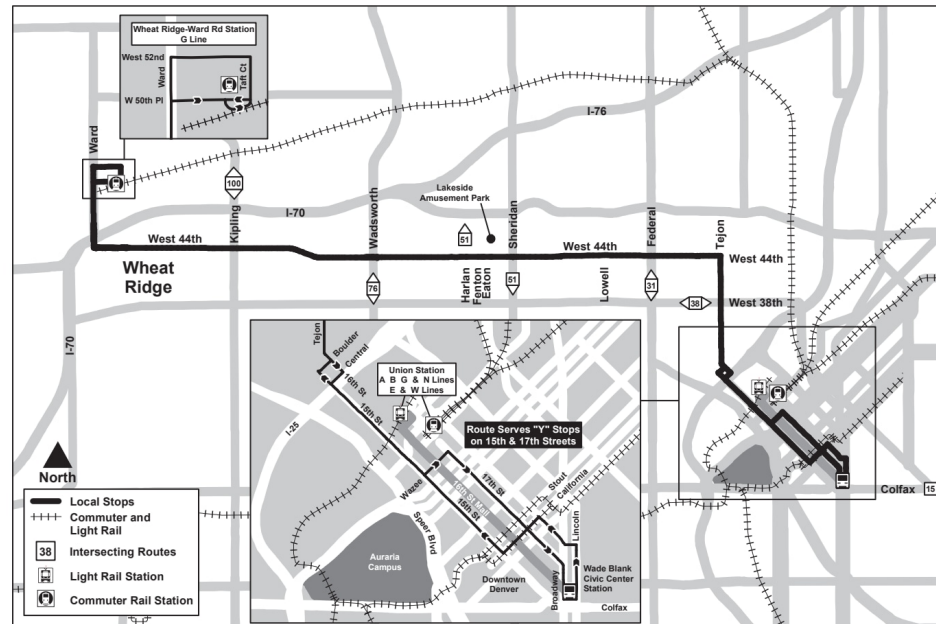 Wheat Ridge-Ward Rd Station
G Line
West 52nd
Ward
Taft Ct
W 50th Pl
Ward
I-76
100
Kipling
I-70
Wadsworth
Lakeside
Amusement Park
51
Sheridan
Federal
Tejon
West 44th
West 44th
West 44th
Wheat
Ridge
76
Harlan
Fenton
Eaton
51
Lowell
31
38
West 38th
I-70
Tejon
Boulder
Central
16th St
15th St
Union Station
A B G & N Lines
E & W Lines
I-25
Route Serves "Y" Stops
on 15th & 17th Streets
Wazee
17th St
16th St Mall
15th St
Stout
California
Speer Blvd
Lincoln
Auraria
Campus
Downtown
Denver
Broadway
Wade Blank
Civic Center
Station
Colfax
Colfax
15
North
Local Stops
Commuter and
Light Rail
38
Intersecting Routes
Light Rail Station
Commuter Rail Station